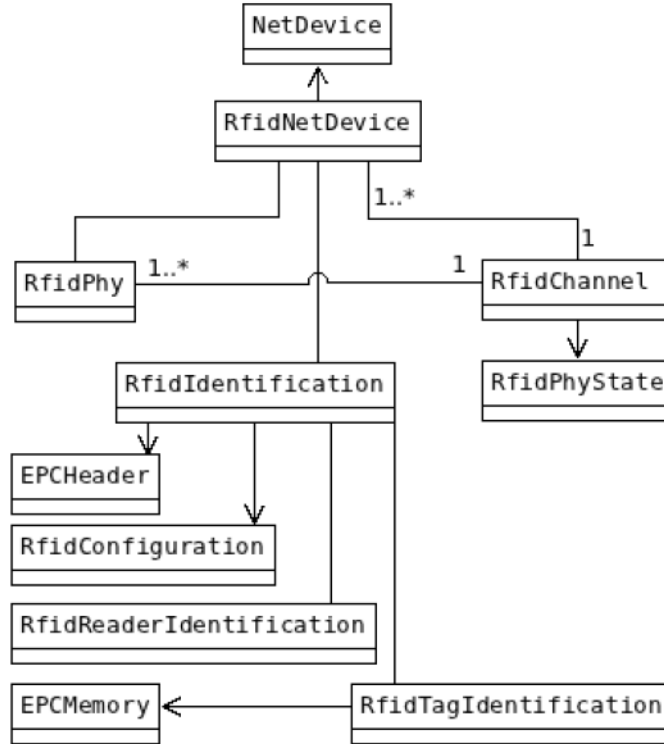 NetDevice
RfidNetDevice
1..*
1
RfidPhy
1..*
1
RfidChannel
RfidPhyState
RfidIdentification
EPCHeader
RfidConfiguration
RfidReaderIdentification
EPCMemory
RfidTagIdentification